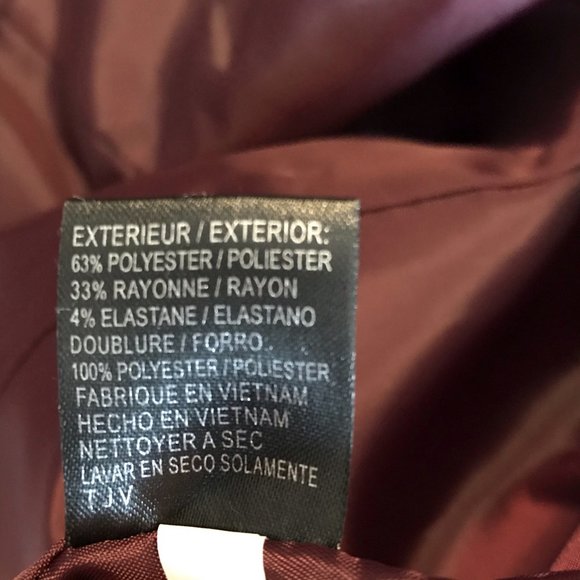 EXTERIEUR / EXTERIOR:
63% POLYESTER / POLIESTER
33% RAYONNE / RAYON
4% ELASTANE / ELASTANO
DOUBLURE / FORRO
100% POLYESTER / POLIESTER
FABRIQUE EN VIETNAM
HECHO EN VIETNAM
NETTOYER A SEC
LAVAR EN SECO SOLAMENTE
TJV